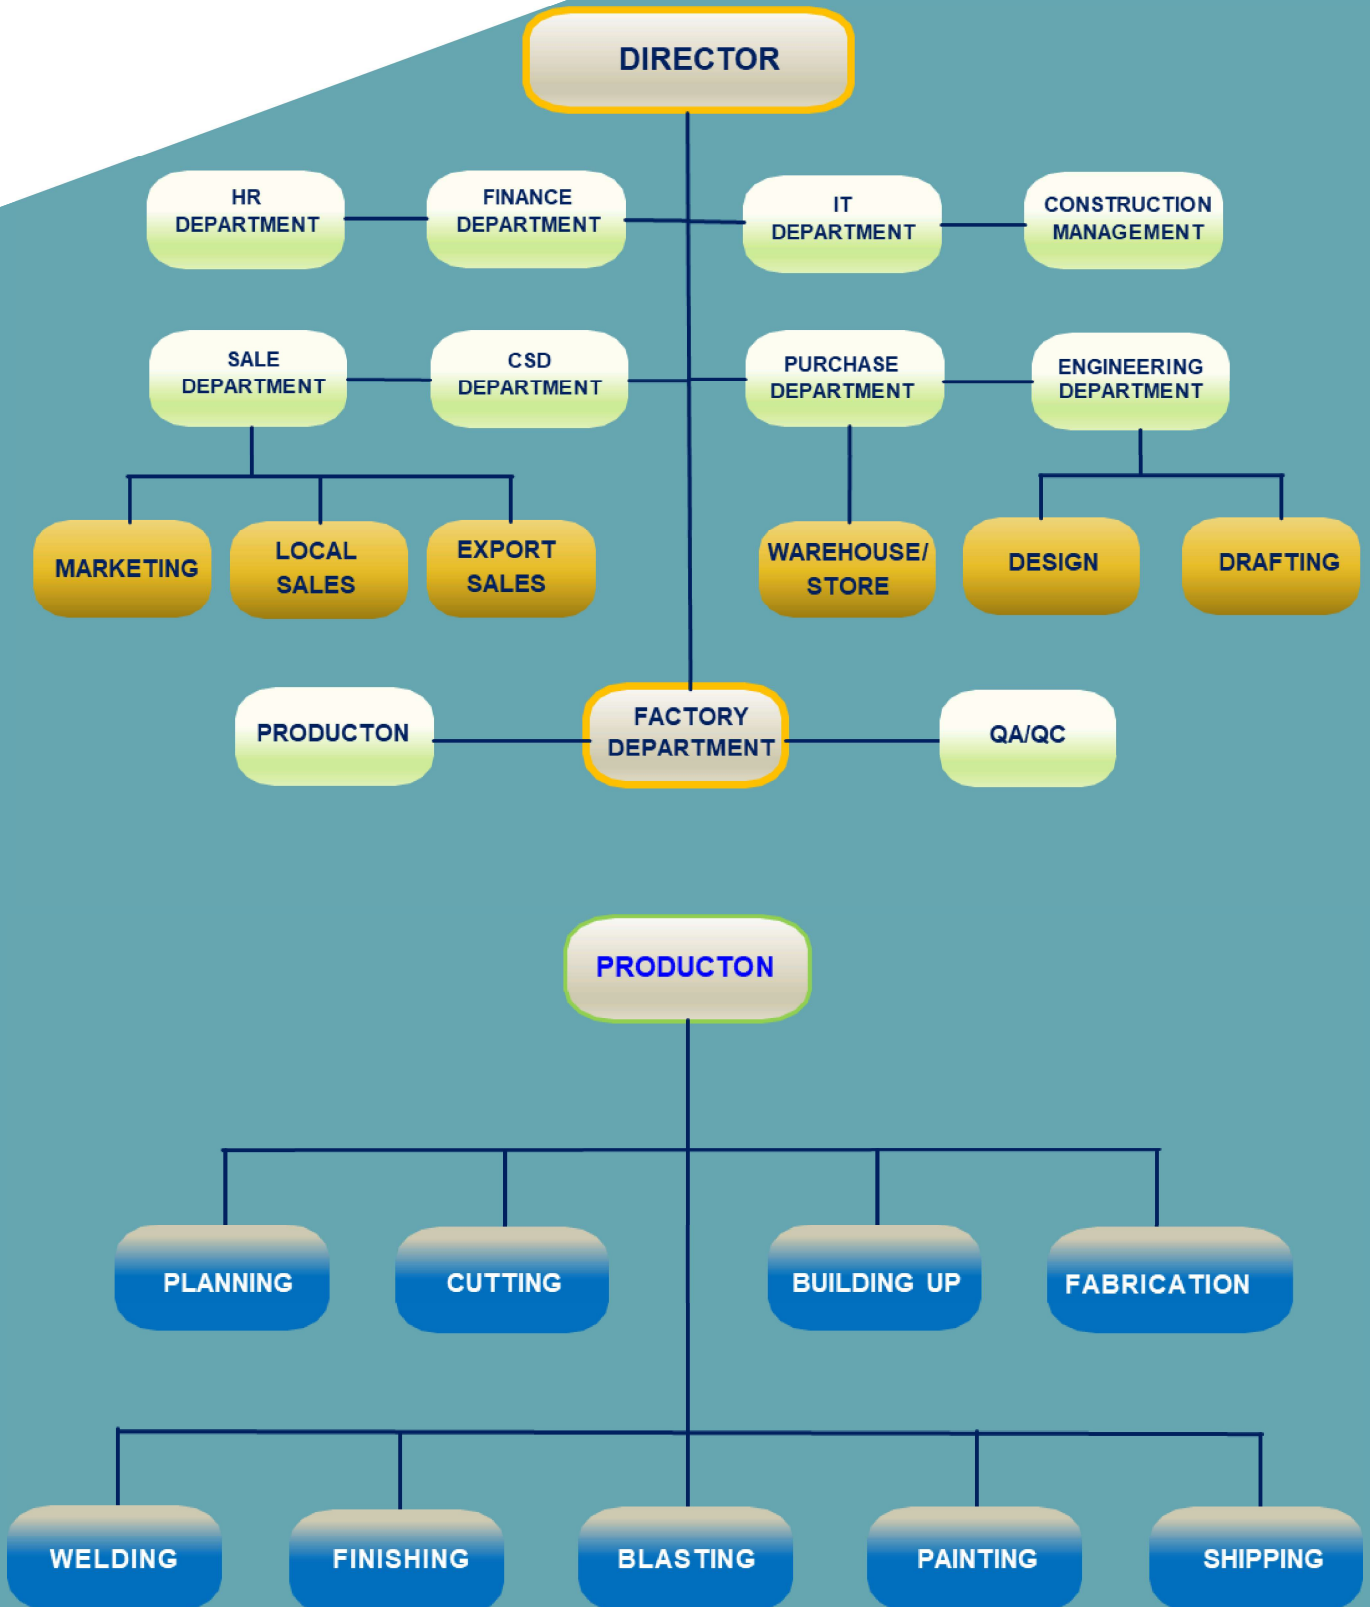 DIRECTOR
HR
DEPARTMENT
FINANCE
DEPARTMENT
IT
DEPARTMENT
CONSTRUCTION
MANAGEMENT
SALE
DEPARTMENT
CSD
DEPARTMENT
PURCHASE
DEPARTMENT
ENGINEERING
DEPARTMENT
MARKETING
LOCAL
SALES
EXPORT
SALES
WAREHOUSE/
STORE
DESIGN
DRAFTING
PRODUCTON
FACTORY
DEPARTMENT
QA/QC
PRODUCTON
PLANNING
CUTTING
BUILDING UP
FABRICATION
WELDING
FINISHING
BLASTING
PAINTING
SHIPPING